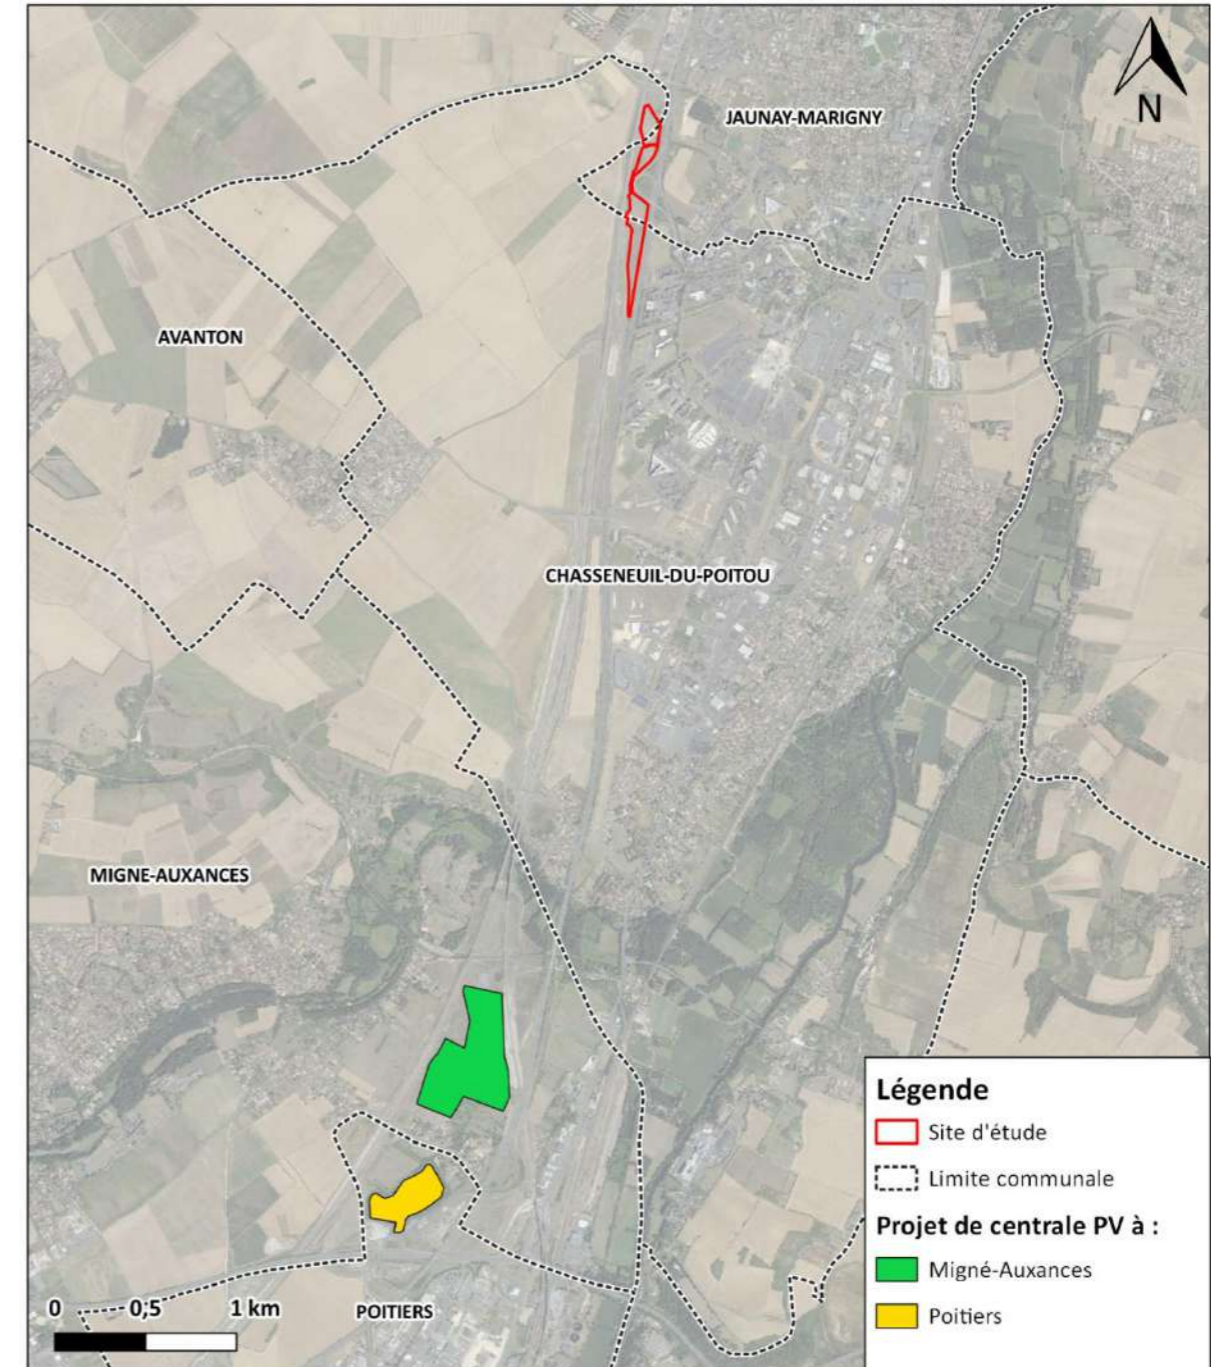 JAUNAY-MARIGNY
N
AVANTON
CHASSENEUIL-DU-POITOU
MIGNE-AUXANCES
POITIERS
0 0,5 1 km
Légende
Site d'étude
Limite communale
Projet de centrale PV à :
Migné-Auxances
Poitiers